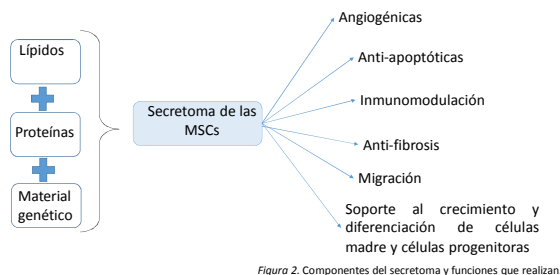 Lípidos
Proteínas
Material
genético
Secretoma de las
MSCs
Angiogénicas
Anti-apoptóticas
Inmunomodulación
Anti-fibrosis
Migración
Soporte al crecimiento y
diferenciación de células
madre y células progenitoras
Figura 2. Componentes del secretoma y funciones que realizan